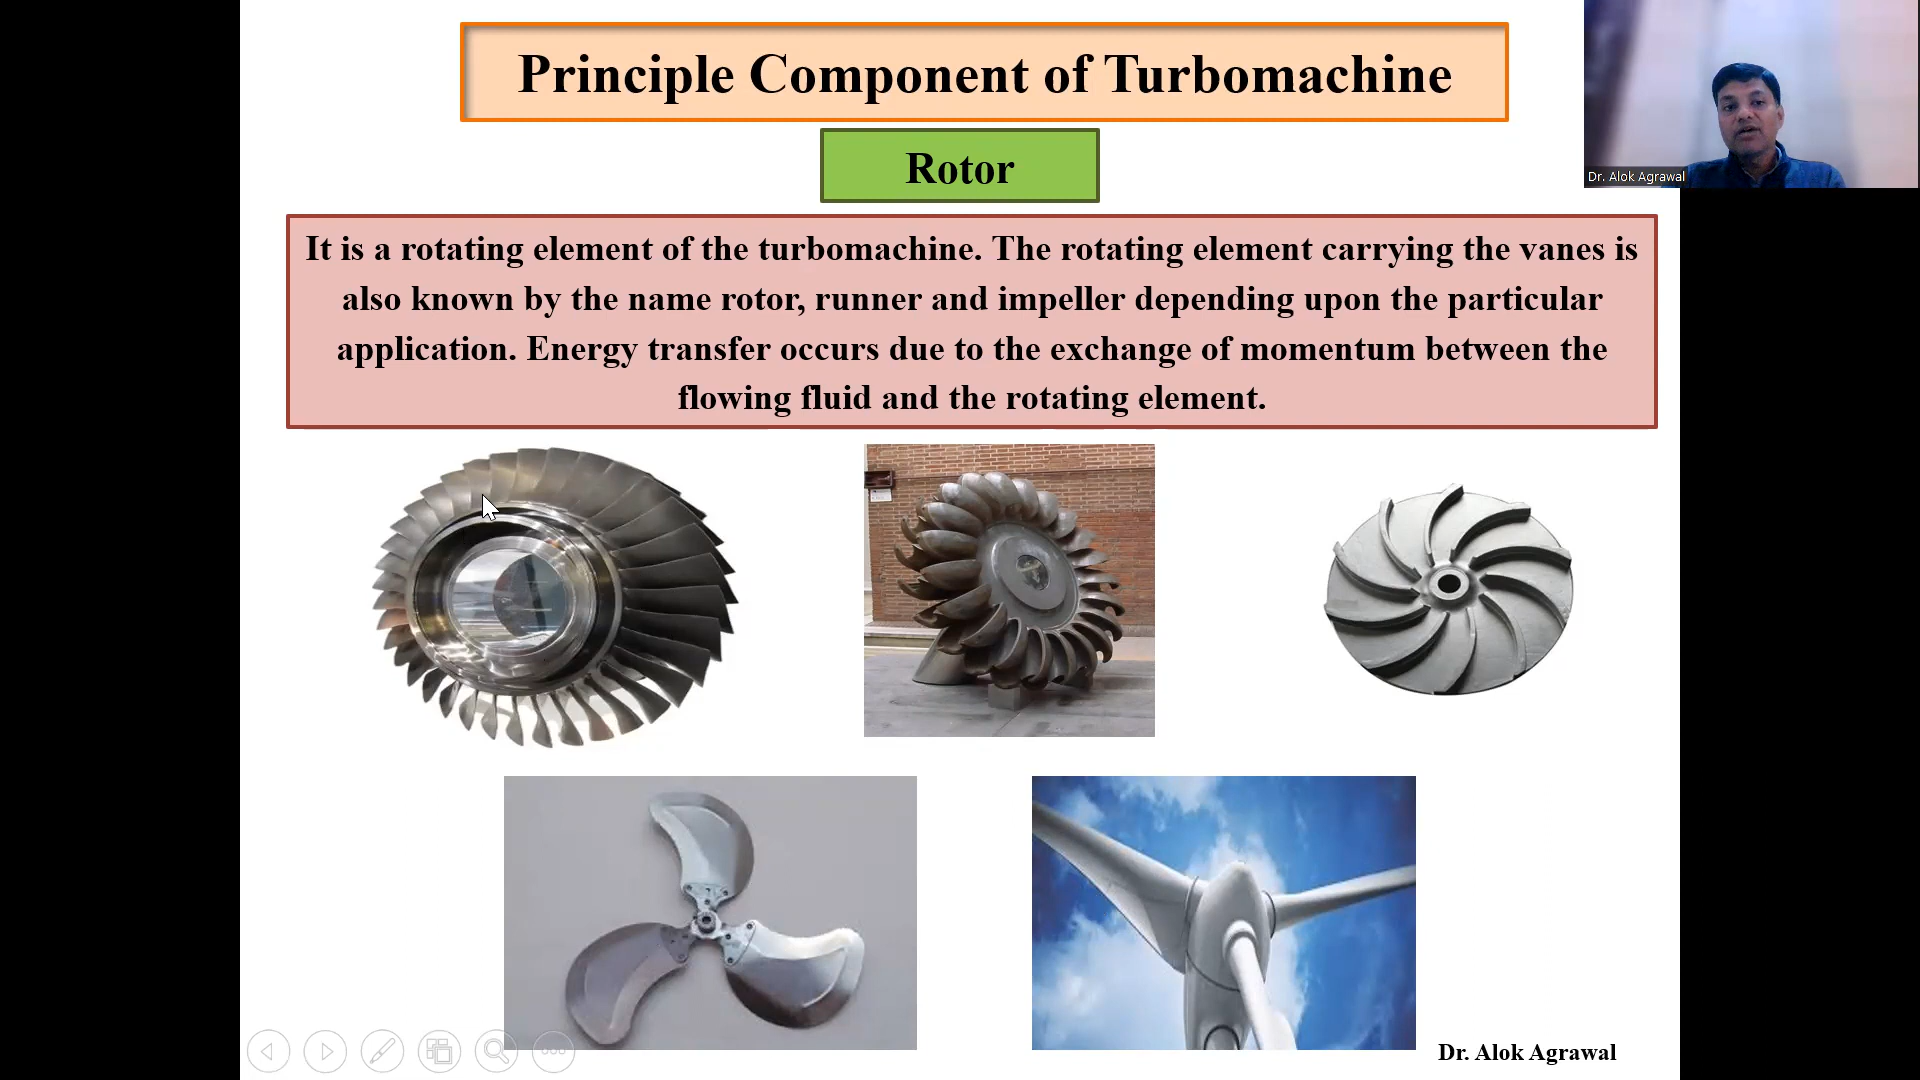 Principle Component of Turbomachine
Dr. Alok Agrawal
Rotor
It is a rotating element of the turbomachine. The rotating element carrying the vanes is
also known by the name rotor, runner and impeller depending upon the particular
application. Energy transfer occurs due to the exchange of momentum between the
flowing fluid and the rotating element.
Dr. Alok Agrawal